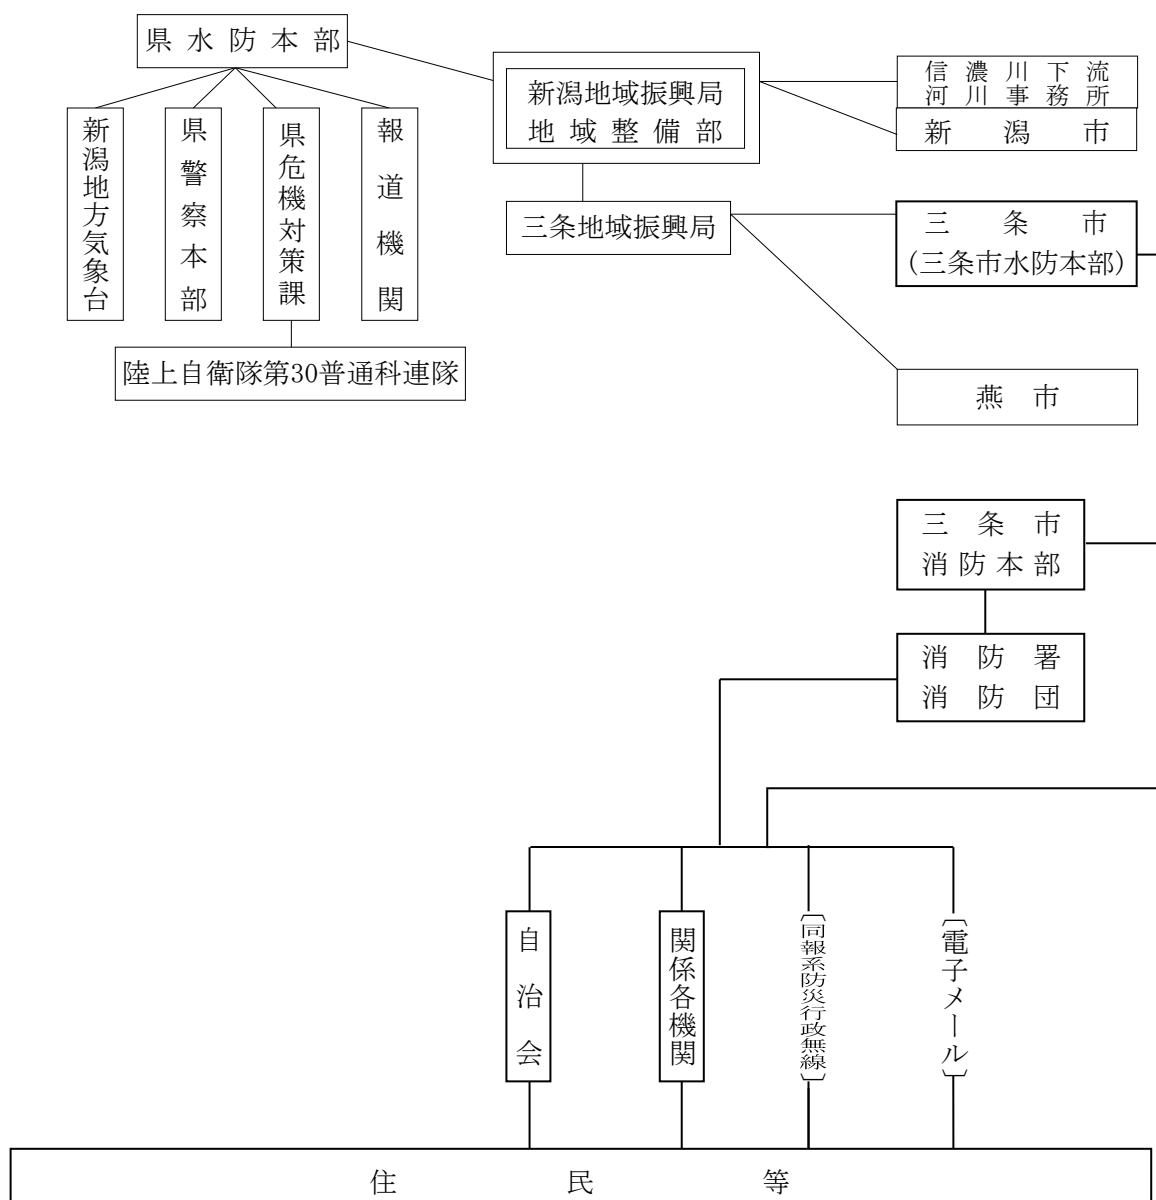 県水防本部
新潟地方気象台
県警察本部
県危機対策課
報道機関
陸上自衛隊第30普通科連隊
新潟地域振興局
地域整備部
三条地域振興局
信濃川下流
河川事務所
新潟市
三条市
(三条市水防本部)
燕市
三条市
消防本部
消防署
消防団
自治会
関係各機関
〔同報系防災行政無線〕
〔電子メール〕
住民等